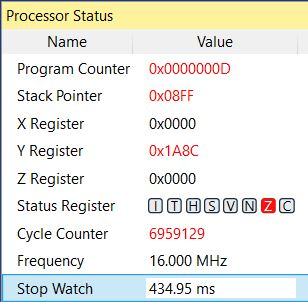 Processor Status
Name Value
Program Counter 0x0000000D
Stack Pointer 0x08FF
X Register 0x0000
Y Register 0x1A8C
Z Register 0x0000
Status Register I T H S V N Z C
Cycle Counter 6959129
Frequency 16.000 MHz
Stop Watch 434.95 ms